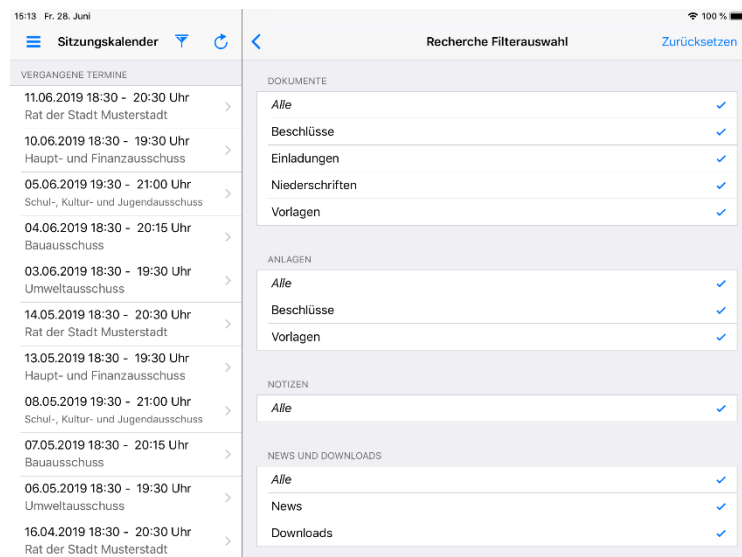 15:13 Fr. 28. Juni
100 %
Sitzungskalender
VERGANGENE TERMINE
11.06.2019 18:30 - 20:30 Uhr
Rat der Stadt Musterstadt
10.06.2019 18:30 - 19:30 Uhr
Haupt- und Finanzausschuss
05.06.2019 19:30 - 21:00 Uhr
Schul-, Kultur- und Jugendausschuss
04.06.2019 18:30 - 20:15 Uhr
Bauausschuss
03.06.2019 18:30 - 19:30 Uhr
Umweltausschuss
14.05.2019 18:30 - 20:30 Uhr
Rat der Stadt Musterstadt
13.05.2019 18:30 - 19:30 Uhr
Haupt- und Finanzausschuss
08.05.2019 19:30 - 21:00 Uhr
Schul-, Kultur- und Jugendausschuss
07.05.2019 18:30 - 20:15 Uhr
Bauausschuss
06.05.2019 18:30 - 19:30 Uhr
Umweltausschuss
16.04.2019 18:30 - 20:30 Uhr
Rat der Stadt Musterstadt
Recherche Filterauswahl
Zurücksetzen
DOKUMENTE
Alle
Beschlüsse
Einladungen
Niederschriften
Vorlagen
ANLAGEN
Alle
Beschlüsse
Vorlagen
NOTIZEN
Alle
NEWS UND DOWNLOADS
Alle
News
Downloads